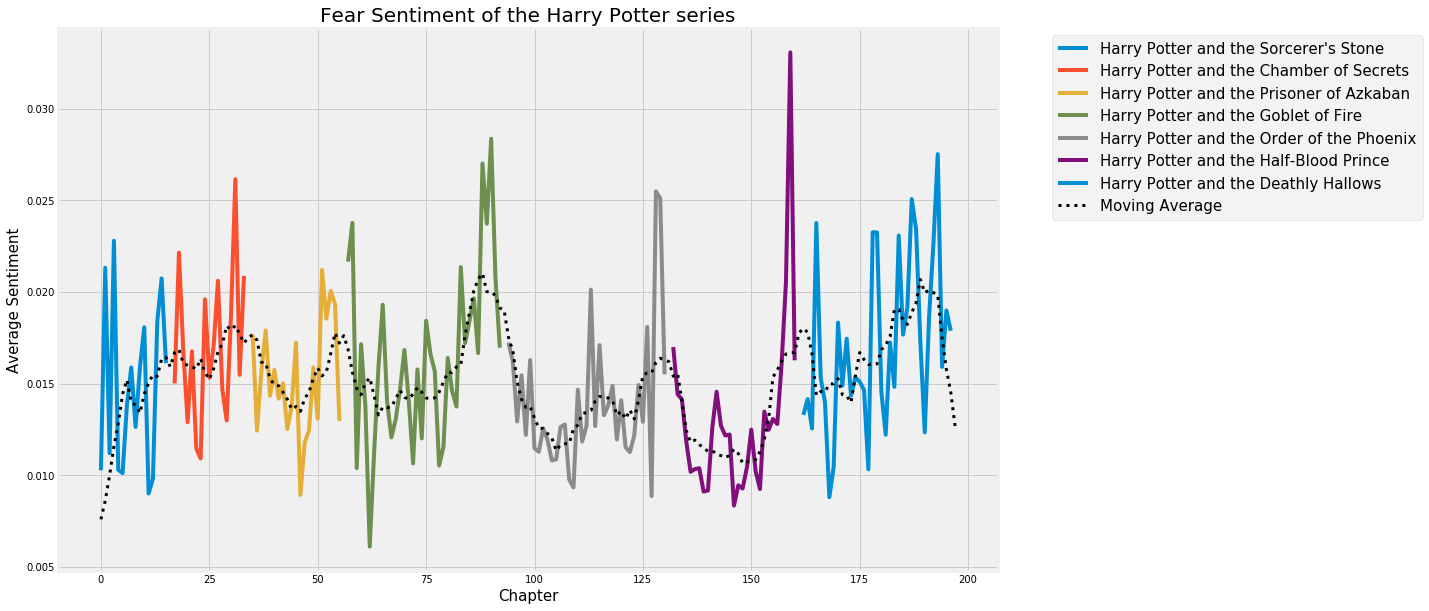 Fear Sentiment of the Harry Potter series
Harry Potter and the Sorcerer's Stone
Harry Potter and the Chamber of Secrets
Harry Potter and the Prisoner of Azkaban
Harry Potter and the Goblet of Fire
Harry Potter and the Order of the Phoenix
Harry Potter and the Half-Blood Prince
Harry Potter and the Deathly Hallows
Moving Average
Average Sentiment
0.030
0.025
0.020
0.015
0.010
0.005
0 25 50 75 100 125 150 175 200
Chapter